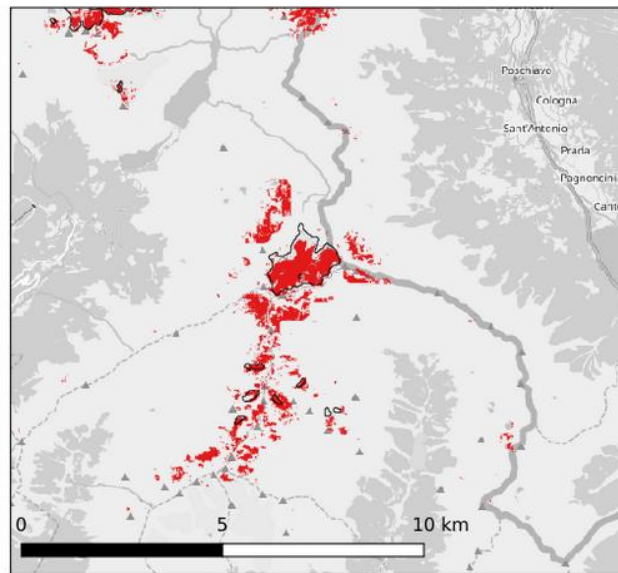 Poschiavo
Cologna
Sant'Antonio
Prada
Pagnoncini
0 5 10 km